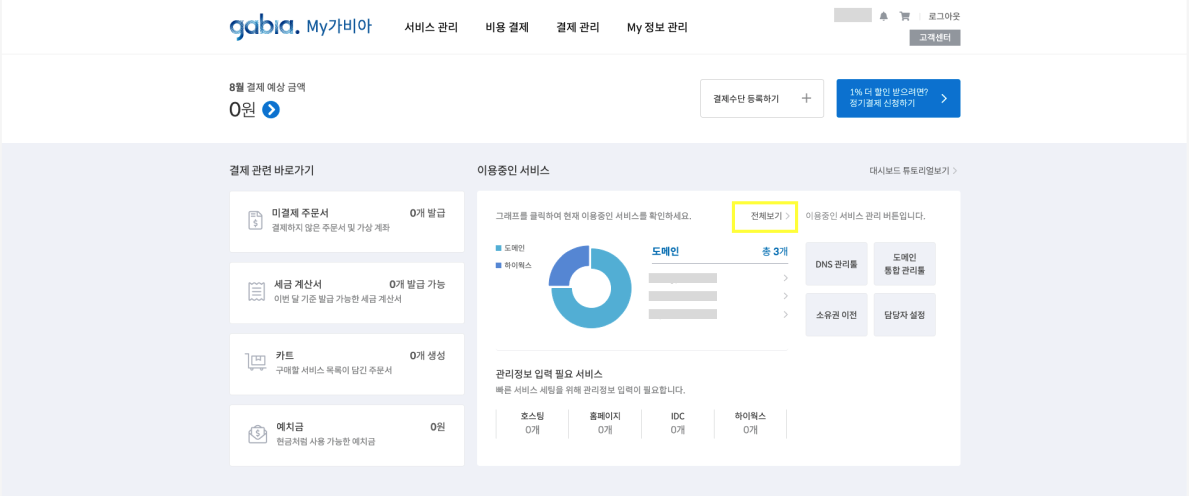 gabia. My가비아
서비스 관리
비용 결제
결제 관리
My 정보 관리
로그아웃
고객센터
8월 결제 예상 금액
0원
결제수단 등록하기
1% 더 할인 받으려면?
정기결제 신청하기
결제 관련 바로가기
미결제 주문서
0개 발급
결제하지 않은 주문서 및 가상 계좌
세금 계산서
0개 발급 가능
이번 달 기준 발급 가능한 세금 계산서
카트
0개 생성
구매할 서비스 목록이 담긴 주문서
예치금
0원
현금처럼 사용 가능한 예치금
이용중인 서비스
대시보드 튜토리얼보기
그래프를 클릭하여 현재 이용중인 서비스를 확인하세요.
전체보기
이용중인 서비스 관리 버튼입니다.
도메인
하이웍스
도메인
총 3개
DNS 관리툴
도메인
통합 관리툴
소유권 이전
담당자 설정
관리정보 입력 필요 서비스
빠른 서비스 세팅을 위해 관리정보 입력이 필요합니다.
호스팅
0개
홈페이지
0개
IDC
0개
하이웍스
0개